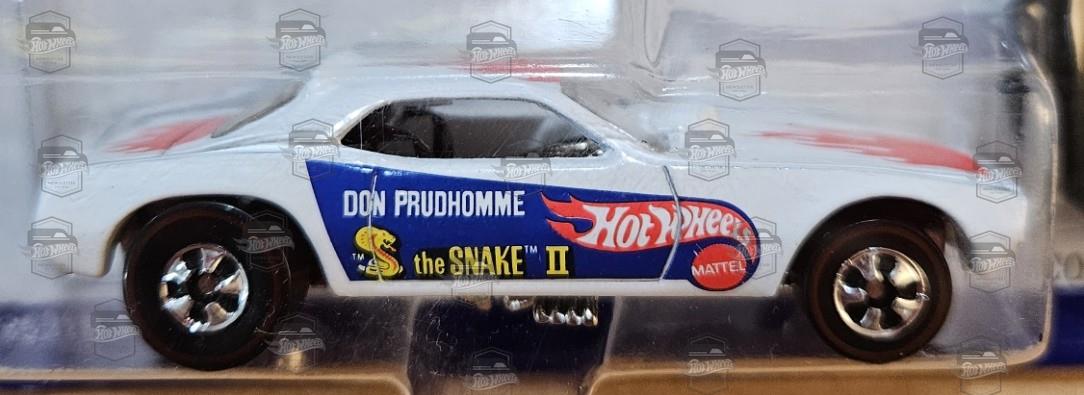 DON PRUDHOMME
TM the SNAKE™ II
Hot Wheels
MATTEL